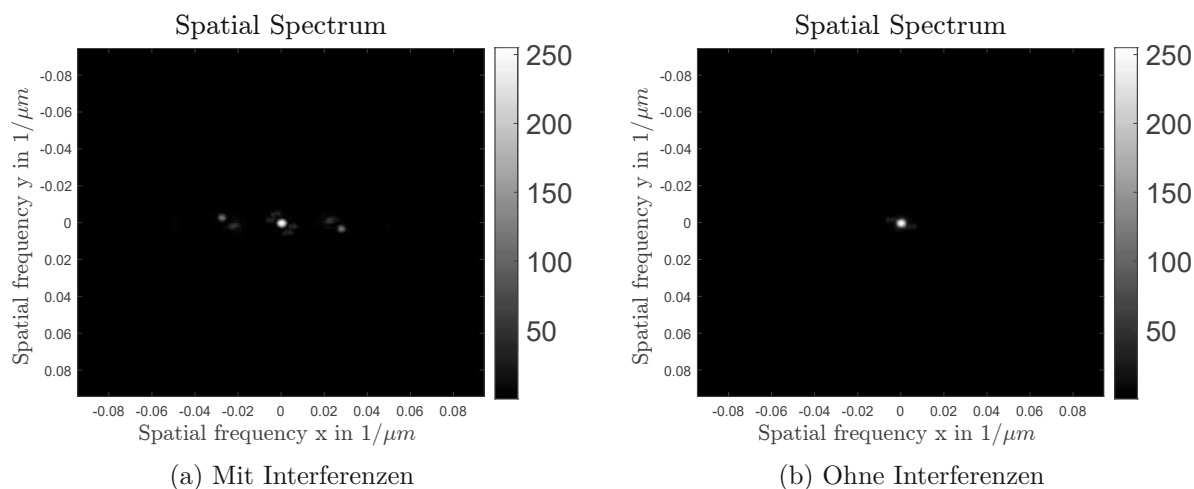 Spatial Spectrum
Spatial frequency y in 1/μm
-0.08
-0.06
-0.04
-0.02
0
0.02
0.04
0.06
0.08
-0.08 -0.06 -0.04 -0.02 0 0.02 0.04 0.06 0.08
Spatial frequency x in 1/μm
250
200
150
100
50
(a) Mit Interferenzen
Spatial Spectrum
Spatial frequency y in 1/μm
-0.08
-0.06
-0.04
-0.02
0
0.02
0.04
0.06
0.08
-0.08 -0.06 -0.04 -0.02 0 0.02 0.04 0.06 0.08
Spatial frequency x in 1/μm
250
200
150
100
50
(b) Ohne Interferenzen